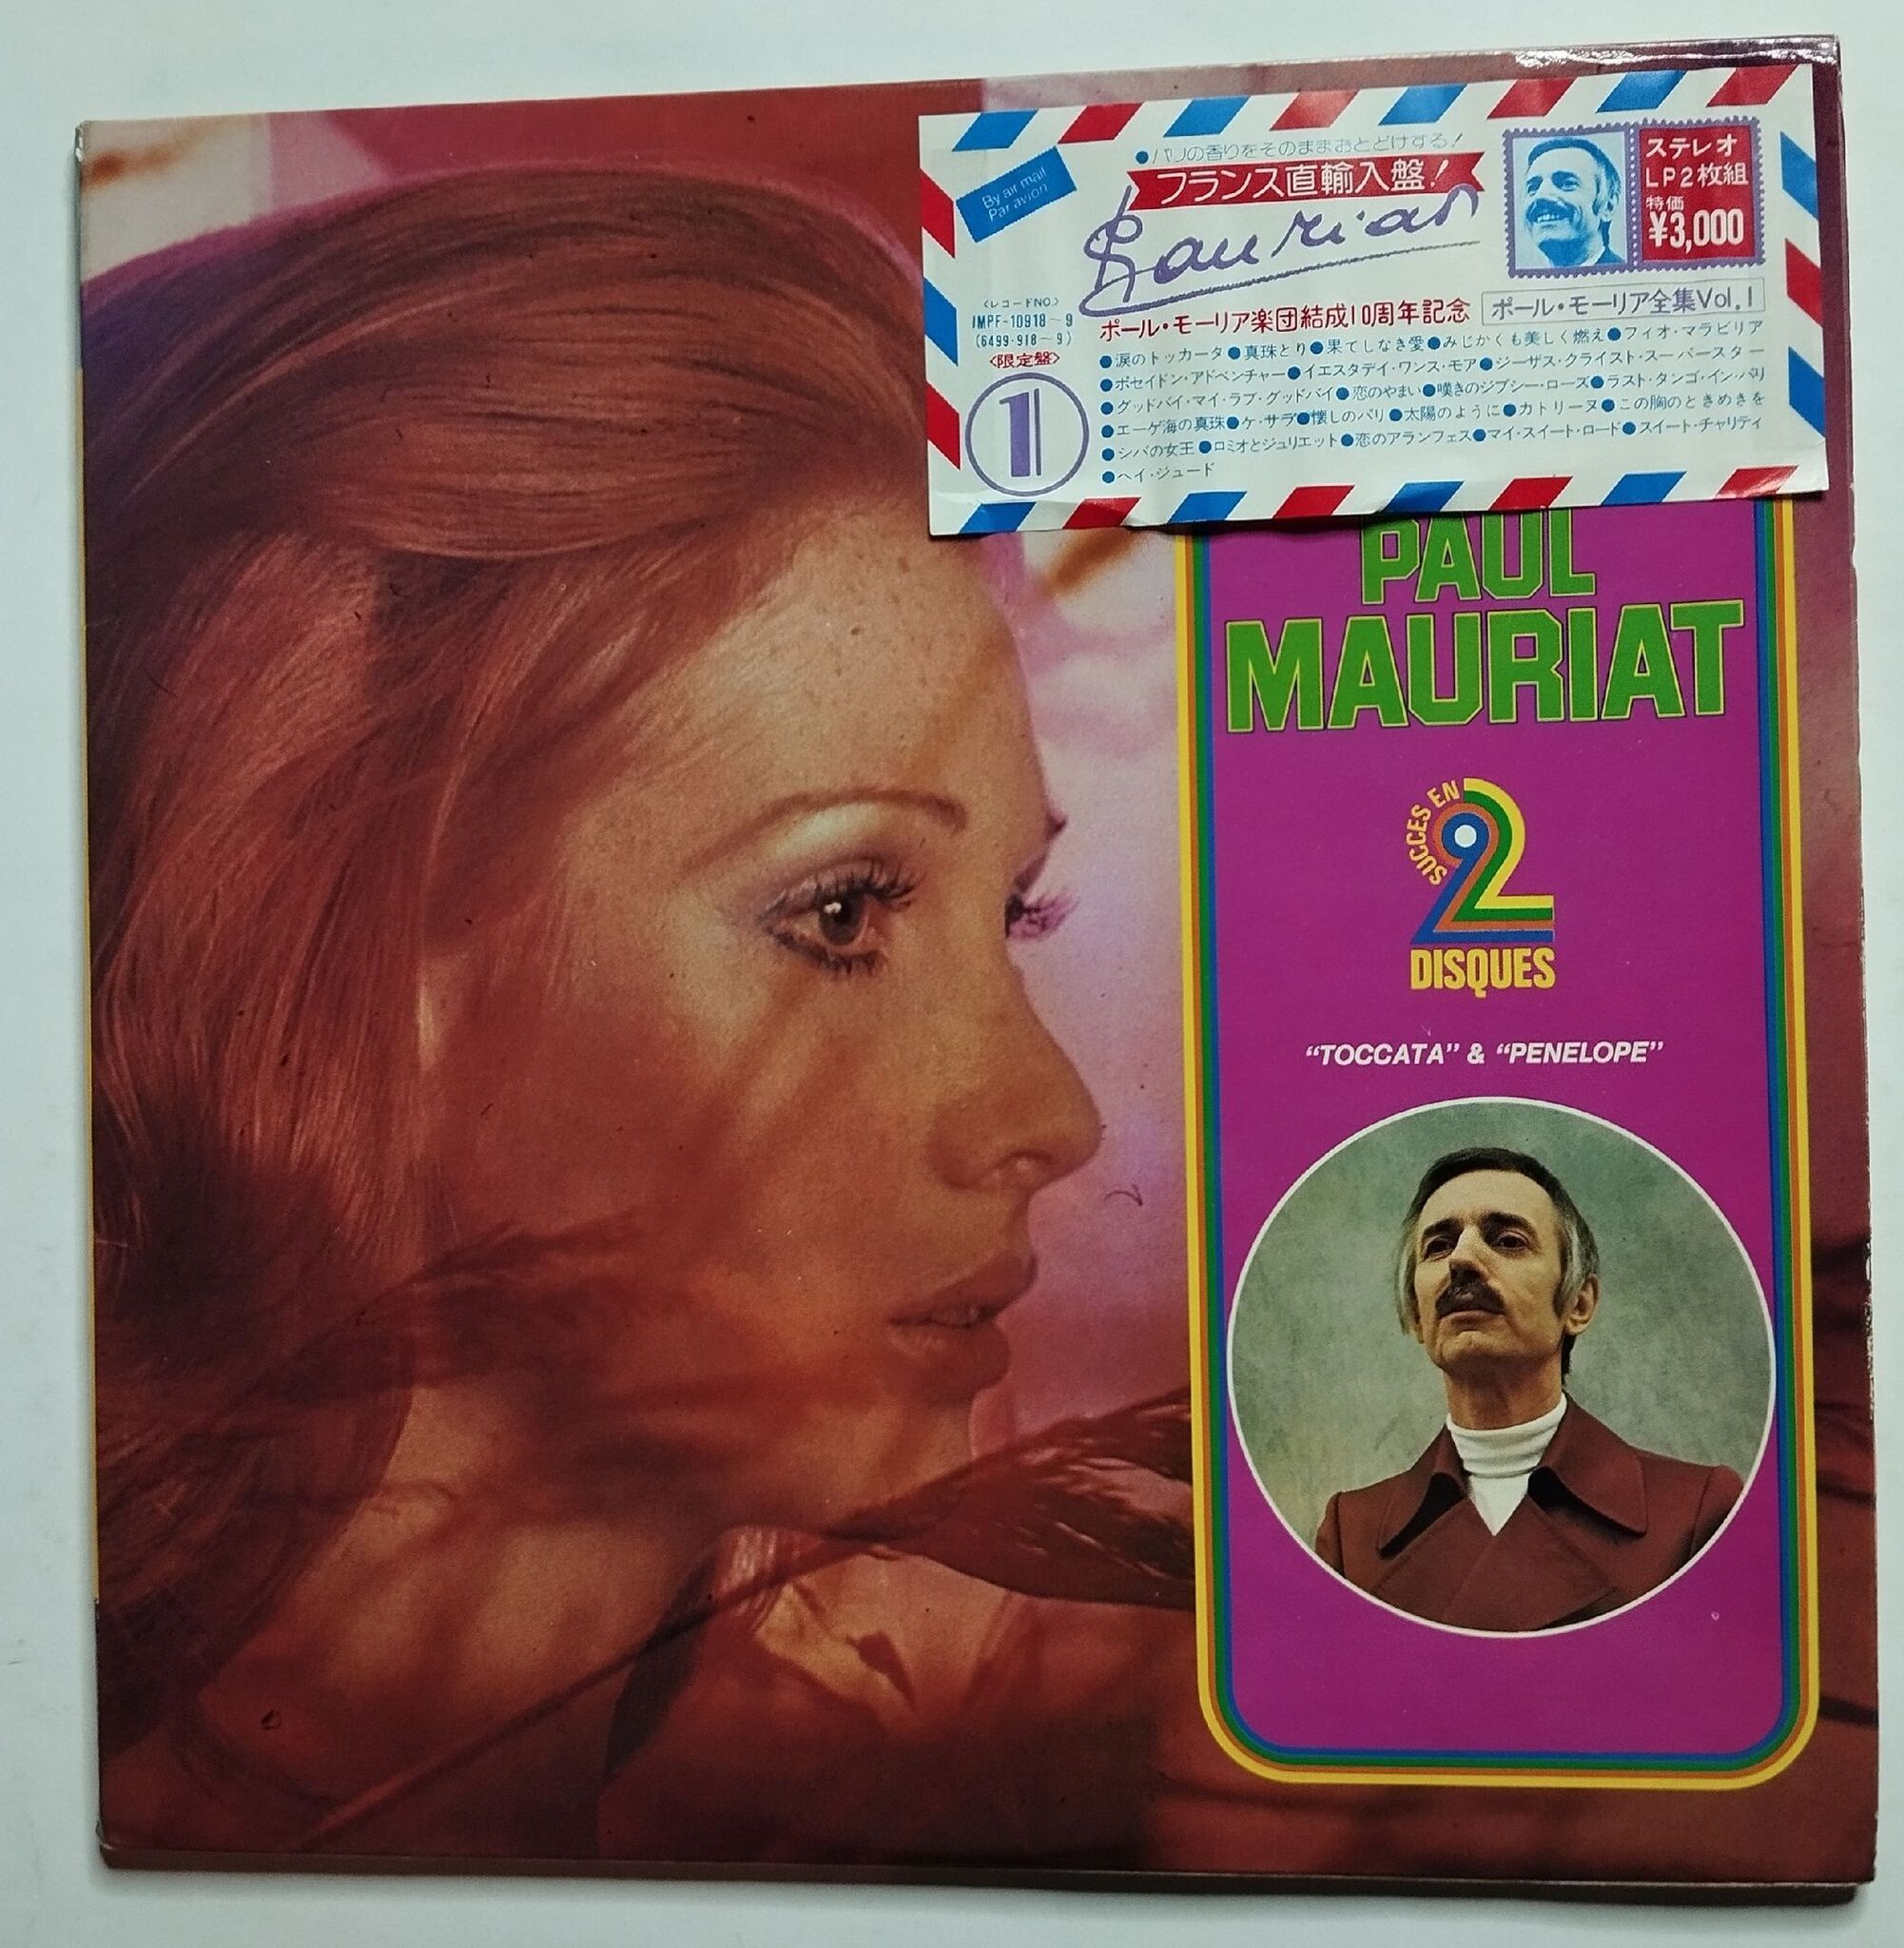 ●パリの香りをそのままおとどけする!
フランス直輸入盤!
By air mail
Par avion
ステレオ
LP2枚組
特価
¥3,000
Mauriat
<レコードNO.>
IMPF-10918~9
(6499·918~9)
<限定盤>
1
ポール・モーリア楽団結成10周年記念
ポール・モーリア全集Vol.1
●涙のトッカータ●真珠とり●果てしなき愛●みじかくも美しく燃え●フィオ・マラビリア
●ポセイドン・アドベンチャー●イエスタデイ・ワンス・モア●ジーザス・クライスト・スーパースター
●グッドバイ・マイ・ラブ・グッドバイ●恋のやまい●嘆きのジプシー・ローズ●ラスト・タンゴ・イン・パリ
●エーゲ海の真珠●ケ・サラ●懐しのパリ●太陽のように●カトリーヌ●この胸のときめきを
●シバの女王●ロミオとジュリエット●恋のアランフェス●マイ・スイート・ロード●スイート・チャリティ
●ヘイ・ジュード
PAUL
MAURIAT
SUCCES EN
2
DISQUES
“TOCCATA” & “PENELOPE”